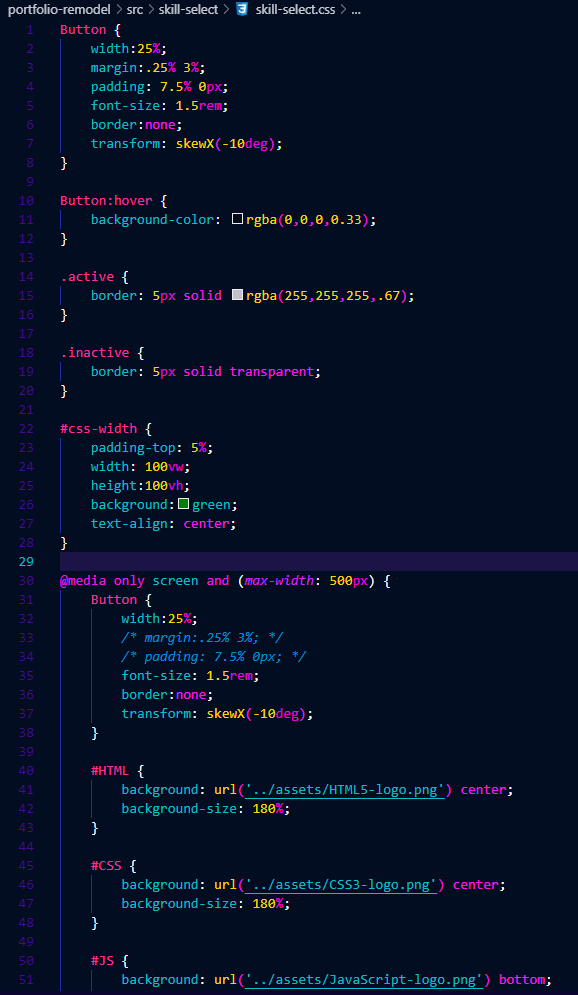 portfolio-remodel > src > skill-select > skill-select.css > ...
1 Button {
2 width:25%;
3 margin:.25% 3%;
4 padding: 7.5% 0px;
5 font-size: 1.5rem;
6 border:none;
7 transform: skewX(-10deg);
8 }
9
10 Button:hover {
11 background-color: rgba(0,0,0,0.33);
12 }
13
14 .active {
15 border: 5px solid rgba(255,255,255,.67);
16 }
17
18 .inactive {
19 border: 5px solid transparent;
20 }
21
22 #css-width {
23 padding-top: 5%;
24 width: 100vw;
25 height:100vh;
26 background:green;
27 text-align: center;
28 }
29
30 @media only screen and (max-width: 500px) {
31 Button {
32 width:25%;
33 /* margin:.25% 3%; */
34 /* padding: 7.5% 0px; */
35 font-size: 1.5rem;
36 border:none;
37 transform: skewX(-10deg);
38 }
39
40 #HTML {
41 background: url('../assets/HTML5-logo.png') center;
42 background-size: 180%;
43 }
44
45 #CSS {
46 background: url('../assets/CSS3-logo.png') center;
47 background-size: 180%;
48 }
49
50 #JS {
51 background: url('../assets/JavaScript-logo.png') bottom;